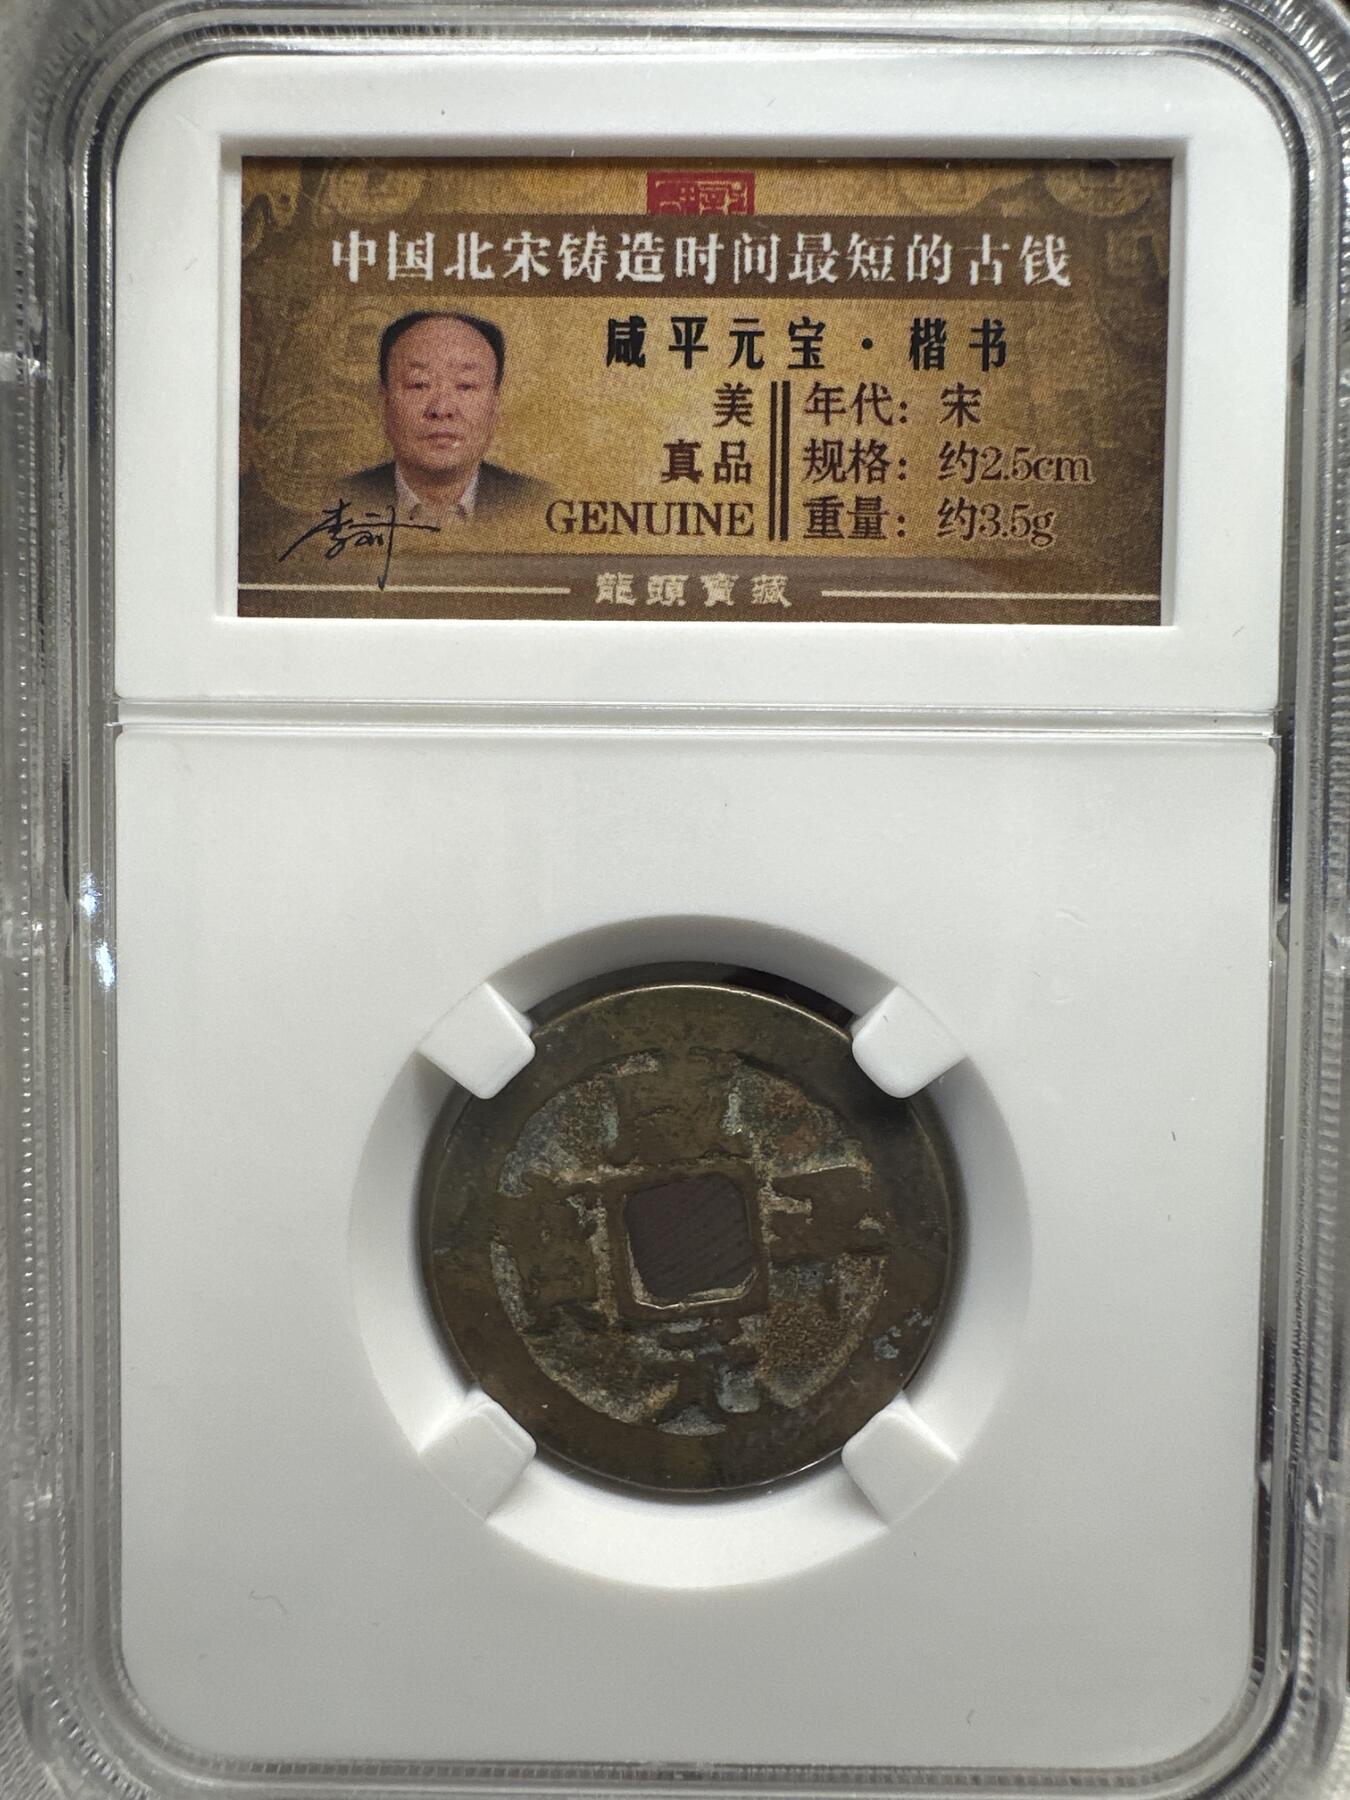 中国北宋铸造时间最短的古钱
咸平元宝·楷书
美
真品
GENUINE
年代：宋
规格：约2.5cm
重量：约3.5g
龍頭寶藏